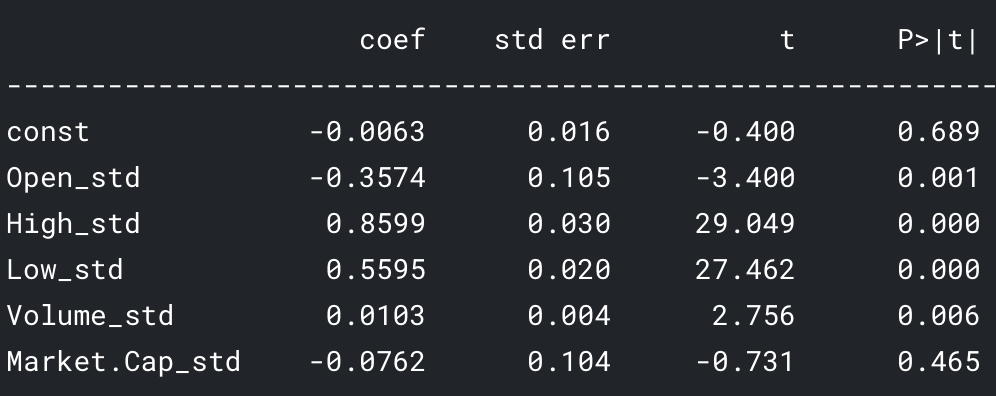 coef std err t P>|t|
------------------------------------------------------------
const -0.0063 0.016 -0.400 0.689
Open_std -0.3574 0.105 -3.400 0.001
High_std 0.8599 0.030 29.049 0.000
Low_std 0.5595 0.020 27.462 0.000
Volume_std 0.0103 0.004 2.756 0.006
Market.Cap_std -0.0762 0.104 -0.731 0.465